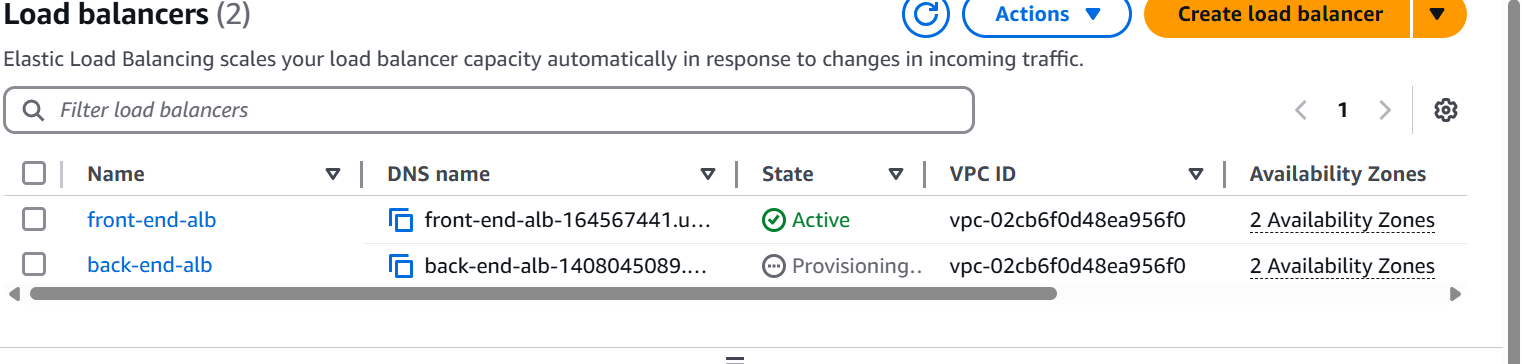 Load balancers (2)
Actions
Create load balancer
Elastic Load Balancing scales your load balancer capacity automatically in response to changes in incoming traffic.
Filter load balancers
1
Name DNS name State VPC ID Availability Zones
front-end-alb front-end-alb-164567441.u... Active vpc-02cb6f0d48ea956f0 2 Availability Zones
back-end-alb back-end-alb-1408045089.... Provisioning.. vpc-02cb6f0d48ea956f0 2 Availability Zones